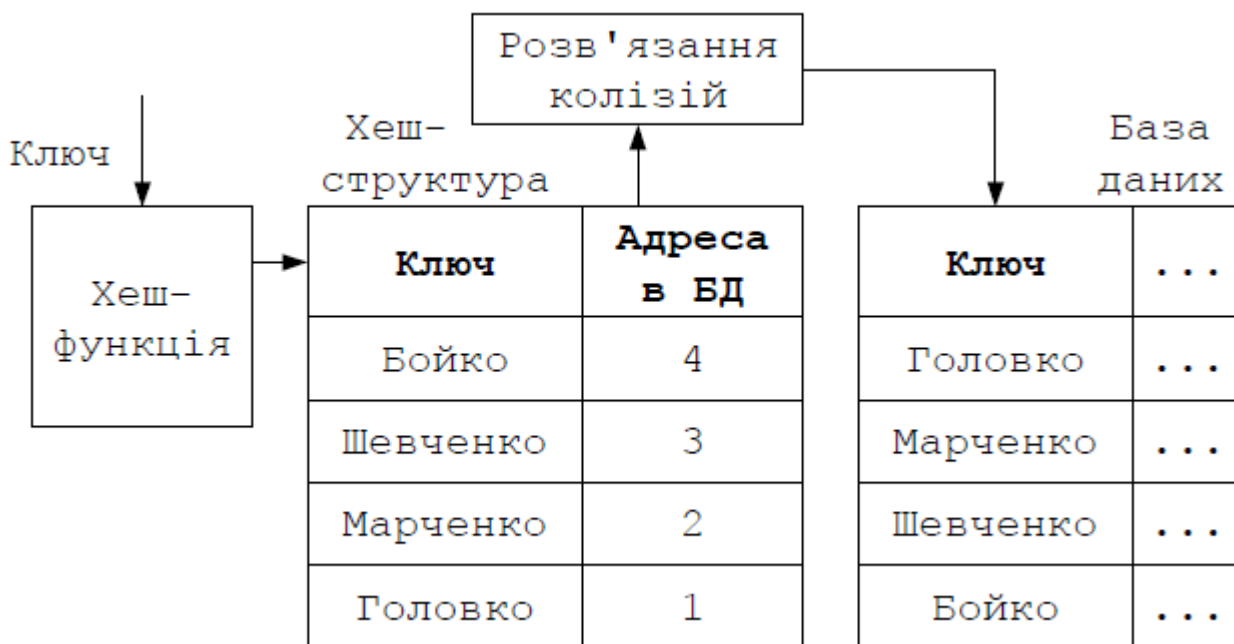 Розв'язання
колізій
Ключ
Хеш-
структура
База
даних
Хеш-
функція
Ключ Адреса
в БД
Бойко 4
Шевченко 3
Марченко 2
Головко 1
Ключ ...
Головко ...
Марченко ...
Шевченко ...
Бойко ...